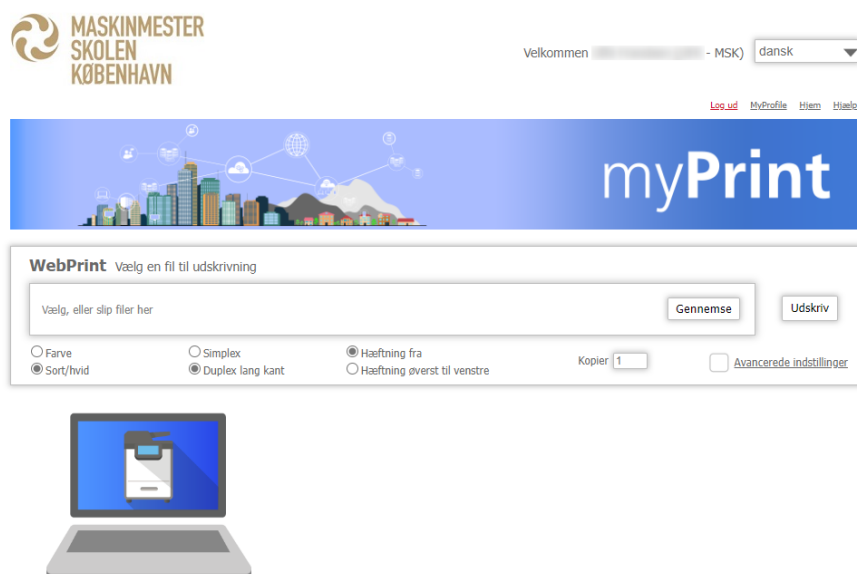 MASKINMESTER
SKOLEN
KØBENHAVN
Velkommen - MSK) dansk
Log ud MyProfile Hjem Hjælp
myPrint
WebPrint Vælg en fil til udskrivning
Vælg, eller slip filer her Gennemse Udskriv
Farve Simplex Hæftning fra
Kopier 1 Avancerede indstillinger
Sort/hvid Duplex lang kant Hæftning øverst til venstre